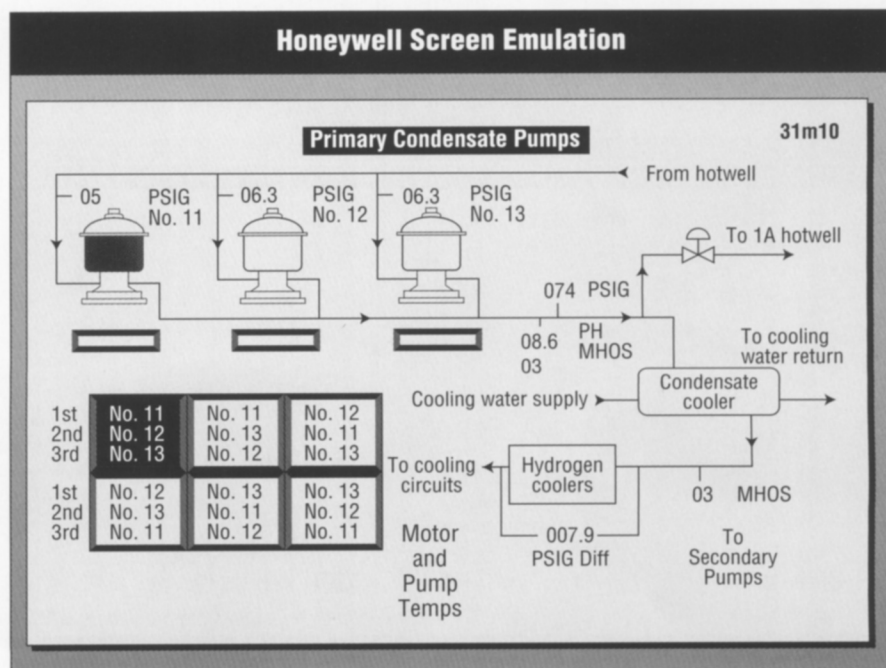 Honeywell Screen Emulation
Primary Condensate Pumps
31m10
From hotwell
05 PSIG
No. 11
06.3 PSIG
No. 12
06.3 PSIG
No. 13
To 1A hotwell
074 PSIG
08.6 PH
03 MHOS
To cooling
water return
Cooling water supply
Condensate
cooler
1st No. 11 No. 11 No. 12
2nd No. 12 No. 13 No. 11
3rd No. 13 No. 12 No. 13
1st No. 12 No. 13 No. 13
2nd No. 13 No. 11 No. 12
3rd No. 11 No. 12 No. 11
To cooling
circuits
Hydrogen
coolers
03 MHOS
007.9
PSIG Diff
Motor
and
Pump
Temps
To
Secondary
Pumps